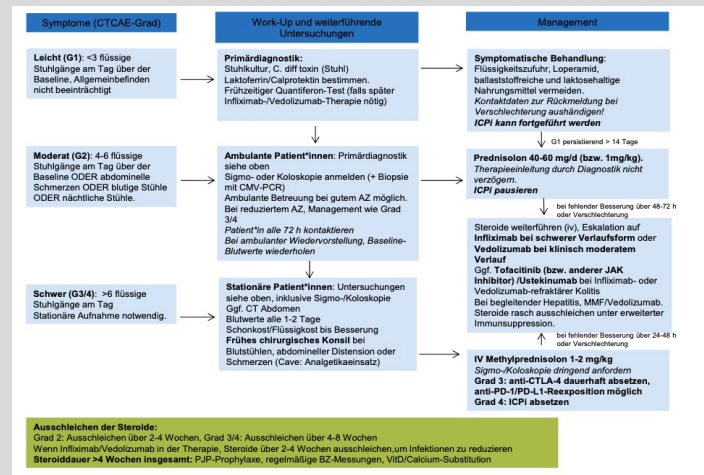 Symptome (CTCAE-Grad)
Work-Up und weiterführende
Untersuchungen
Management
Leicht (G1): <3 flüssige
Stuhlgänge am Tag über der
Baseline, Allgemeinbefinden
nicht beeinträchtigt
Primärdiagnostik:
Stuhlkultur, C. diff toxin (Stuhl)
Laktoferrin/Calprotectin bestimmen.
Frühzeitiger Quantiferon-Test (falls später
Infliximab-/Vedolizumab-Therapie nötig)
Symptomatische Behandlung:
Flüssigkeitszufuhr, Loperamid,
ballaststoffreiche und laktosehaltige
Nahrungsmittel vermeiden.
Kontaktdaten zur Rückmeldung bei
Verschlechterung aushändigen!
ICPi kann fortgeführt werden
G1 persistierend > 14 Tage
Moderat (G2): 4-6 flüssige
Stuhlgänge am Tag über der
Baseline ODER abdominelle
Schmerzen ODER blutige Stühle
ODER nächtliche Stühle.
Ambulante Patient*innen: Primärdiagnostik
siehe oben
Sigmo- oder Koloskopie anmelden (+ Biopsie
mit CMV-PCR)
Ambulante Betreuung bei gutem AZ möglich.
Bei reduziertem AZ, Management wie Grad
3/4
Patient*in alle 72 h kontaktieren
Bei ambulanter Wiedervorstellung, Baseline-
Blutwerte wiederholen
Prednisolon 40-60 mg/d (bzw. 1mg/kg).
Therapieeinleitung durch Diagnostik nicht
verzögern.
ICPi pausieren
bei fehlender Besserung über 48-72 h
oder Verschlechterung
Steroide weiterführen (iv), Eskalation auf
Infliximab bei schwerer Verlaufsform oder
Vedolizumab bei klinisch moderatem
Verlauf
Ggf. Tofacitinib (bzw. anderer JAK
Inhibitor) /Ustekinumab bei Infliximab- oder
Vedolizumab-refraktärer Kolitis
Bei begleitender Hepatitis, MMF/Vedolizumab.
Steroide rasch ausschleichen unter erweiterter
Immunsuppression.
Schwer (G3/4): >6 flüssige
Stuhlgänge am Tag
Stationäre Aufnahme notwendig.
Stationäre Patient*innen: Untersuchungen
siehe oben, inklusive Sigmo-/Koloskopie
Ggf. CT Abdomen
Blutwerte alle 1-2 Tage
Schonkost/Flüssigkost bis Besserung
Frühes chirurgisches Konsil bei
Blutstühlen, abdomineller Distension oder
Schmerzen (Cave: Analgetikaeinsatz)
bei fehlender Besserung über 24-48 h
oder Verschlechterung
IV Methylprednisolon 1-2 mg/kg
Sigmo-/Koloskopie dringend anfordern
Grad 3: anti-CTLA-4 dauerhaft absetzen,
anti-PD-1/PD-L1-Reexposition möglich
Grad 4: ICPi absetzen
Ausschleichen der Steroide:
Grad 2: Ausschleichen über 2-4 Wochen, Grad 3/4: Ausschleichen über 4-8 Wochen
Wenn Infliximab/Vedolizumab in der Therapie, Steroide über 2-4 Wochen ausschleichen,um Infektionen zu reduzieren
Steroiddauer >4 Wochen insgesamt: PJP-Prophylaxe, regelmäßige BZ-Messungen, VitD/Calcium-Substitution